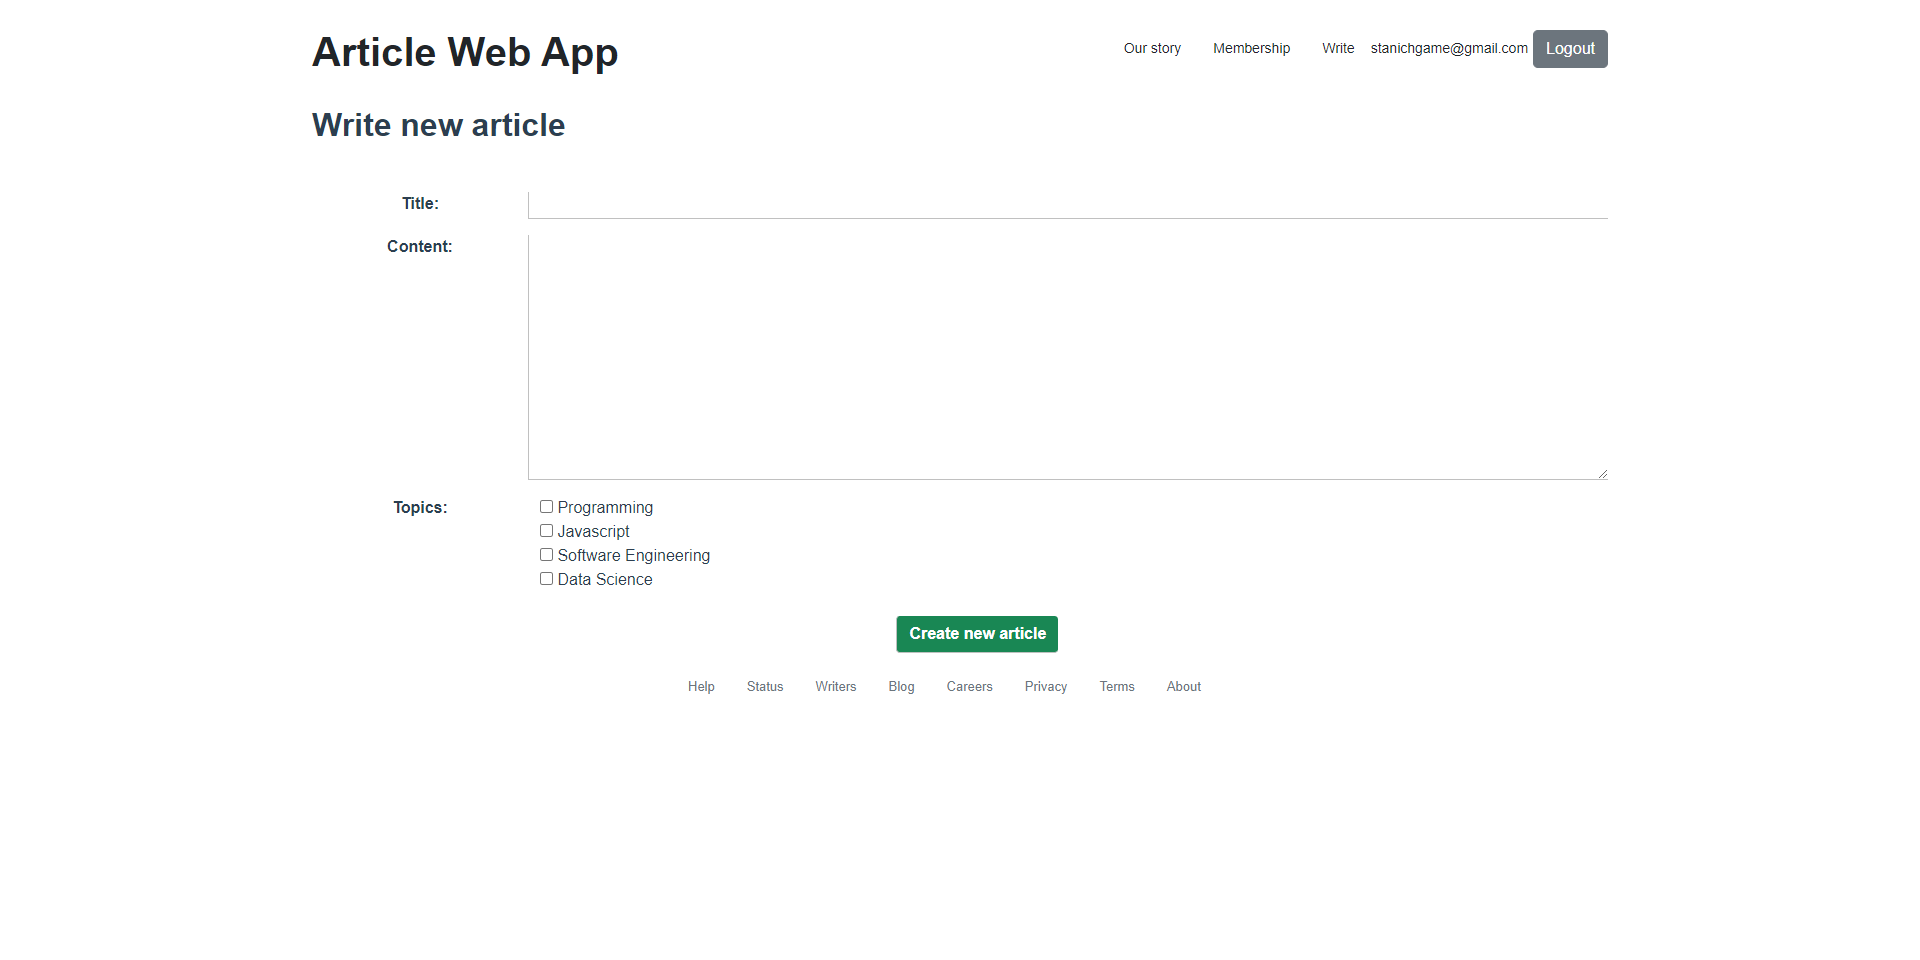 Article Web App
Our story Membership Write stanichgame@gmail.com Logout
Write new article
Title:
Content:
Topics:
Programming
Javascript
Software Engineering
Data Science
Create new article
Help Status Writers Blog Careers Privacy Terms About